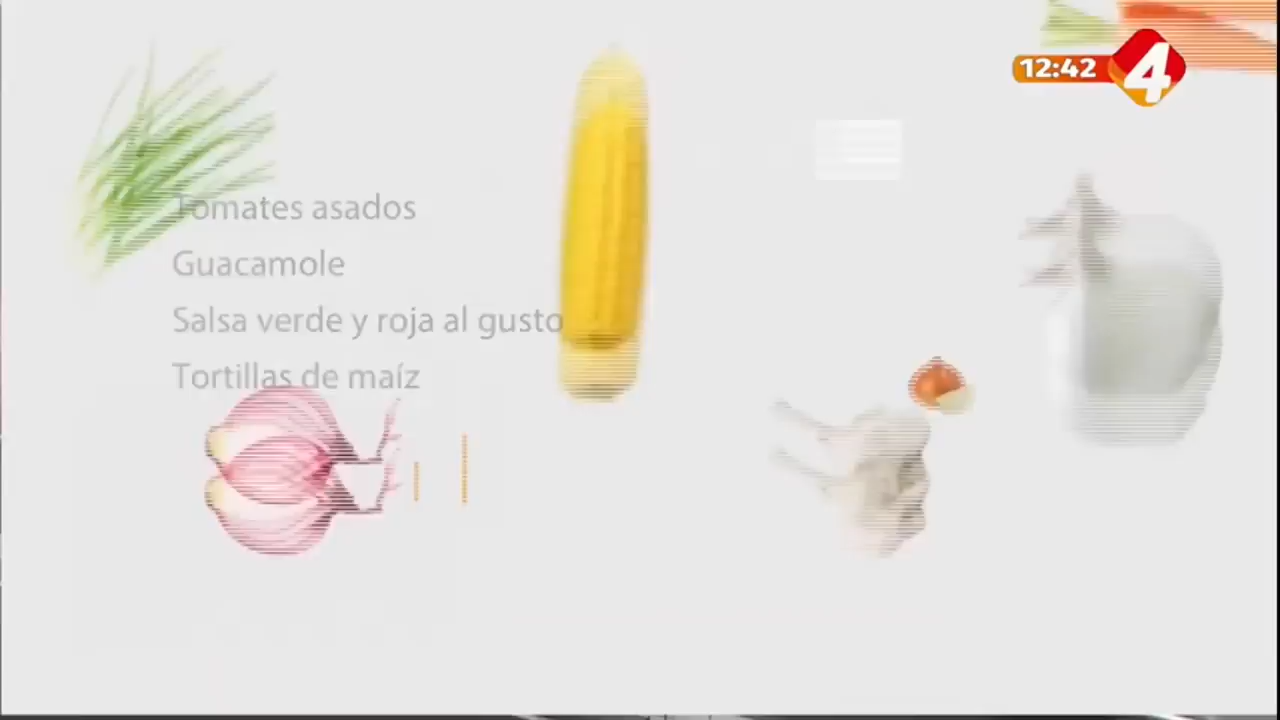 12:42 4
Tomates asados
Guacamole
Salsa verde y roja al gusto
Tortillas de maíz